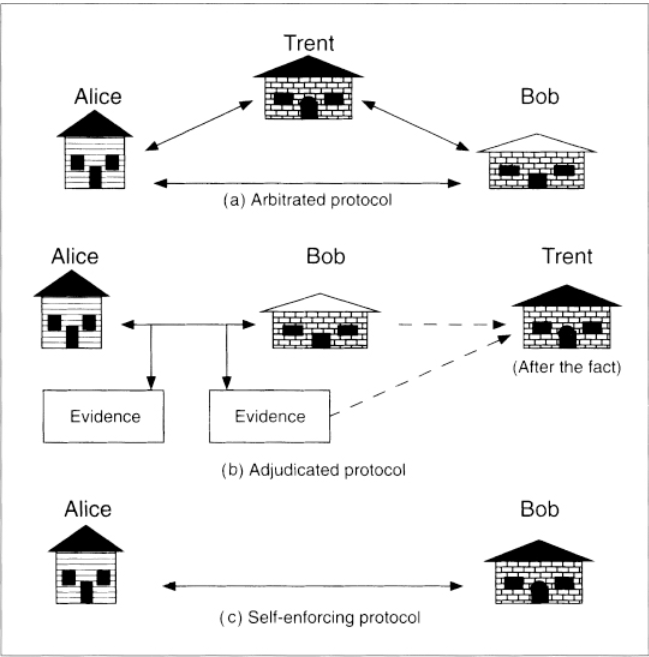 Trent
Alice
Bob
(a) Arbitrated protocol
Alice
Bob
Trent
(After the fact)
Evidence
Evidence
(b) Adjudicated protocol
Alice
Bob
(c) Self-enforcing protocol